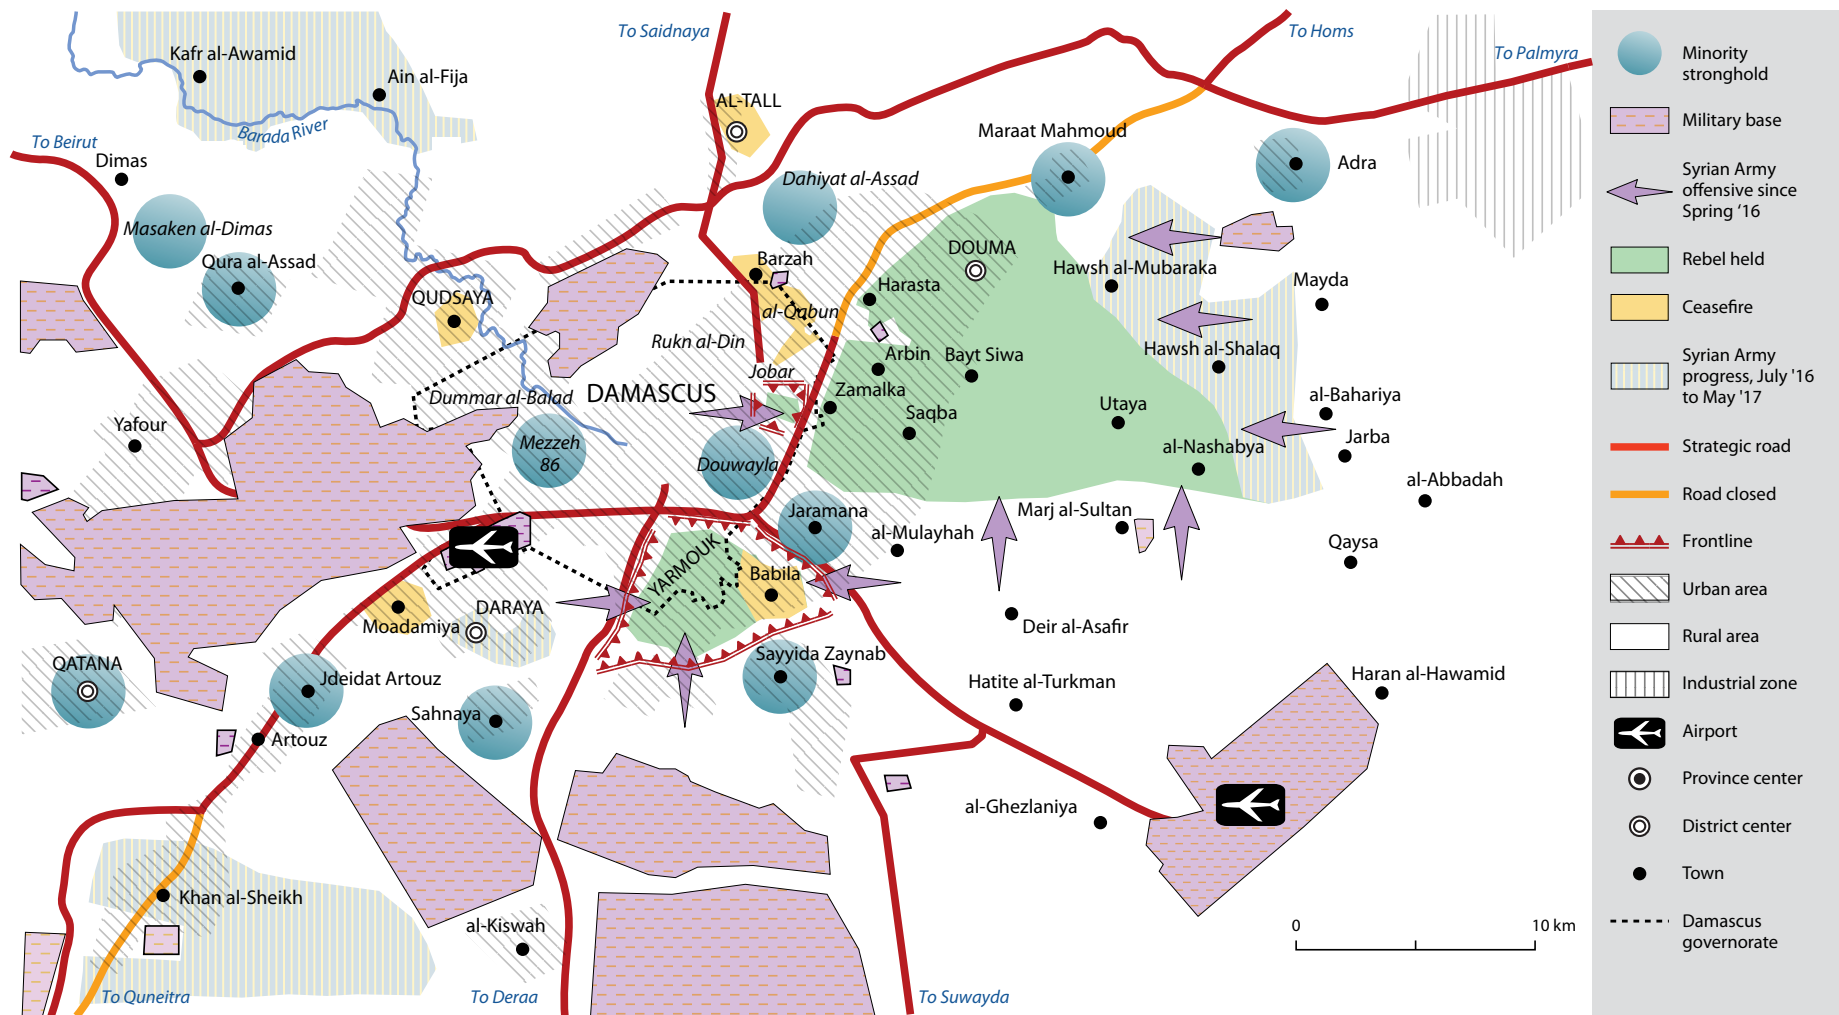 To Saidnaya
To Homs
To Palmyra
Kafr al-Awamid
Ain al-Fija
Barada River
AL-TALL
To Beirut
Dimas
Maraat Mahmoud
Adra
Dahiyat al-Assad
Masaken al-Dimas
Qura al-Assad
DOUMA
Barzah
Hawsh al-Mubaraka
Mayda
Harasta
QUDSAYA
al-Qabun
Rukn al-Din
Arbin
Bayt Siwa
Hawsh al-Shalaq
Jobar
Zamalka
DAMASCUS
Dummar al-Balad
Saqba
Utaya
al-Bahariya
Yafour
Mezzeh
86
Douwayla
al-Nashabya
Jarba
al-Abbadah
Jaramana
al-Mulayhah
Marj al-Sultan
Qaysa
YARMOUK
Babila
DARAYA
Moadamiya
Deir al-Asafir
QATANA
Jdeidat Artouz
Sayyida Zaynab
Hatite al-Turkman
Haran al-Hawamid
Sahnaya
Artouz
al-Ghezlaniya
Khan al-Sheikh
al-Kiswah
To Quneitra
To Deraa
To Suwayda
0
10 km
Minority
stronghold
Military base
Syrian Army
offensive since
Spring ‘16
Rebel held
Ceasefire
Syrian Army
progress, July '16
to May '17
Strategic road
Road closed
Frontline
Urban area
Rural area
Industrial zone
Airport
Province center
District center
Town
Damascus
governorate